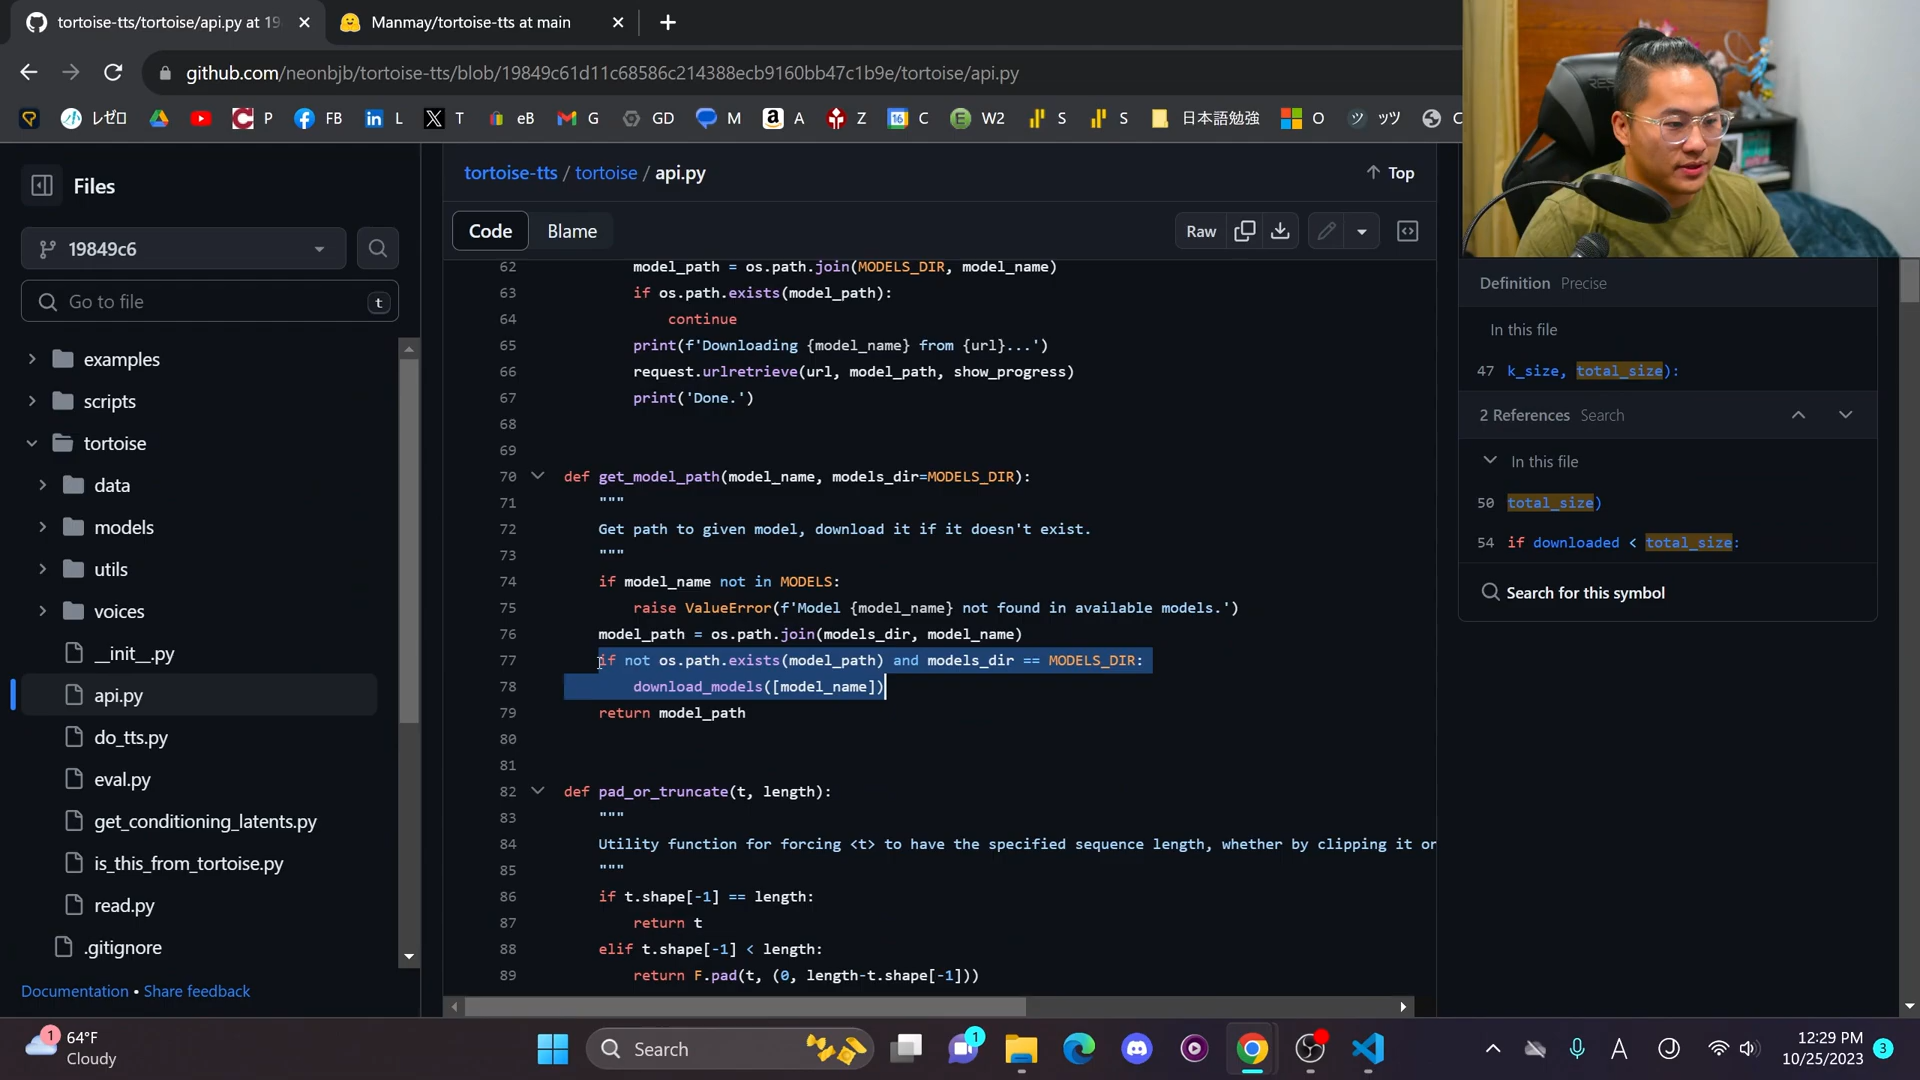 tortoise-tts/tortoise/api.py at 19
Manmay/tortoise-tts at main
github.com/neonbjb/tortoise-tts/blob/19849c61d11c68586c214388ecb9160bb47c1b9e/tortoise/api.py
レゼロ P FB L T eB G GD M A Z C W2 S S 日本語勉強 O ッツ C
Files
tortoise-tts / tortoise / api.py
Top
Code Blame
Raw
19849c6
Go to file t
examples
scripts
tortoise
data
models
utils
voices
__init__.py
api.py
do_tts.py
eval.py
get_conditioning_latents.py
is_this_from_tortoise.py
read.py
.gitignore
Documentation • Share feedback
62 model_path = os.path.join(MODELS_DIR, model_name)
63 if os.path.exists(model_path):
64 continue
65 print(f'Downloading {model_name} from {url}...')
66 request.urlretrieve(url, model_path, show_progress)
67 print('Done.')
68
69
70 def get_model_path(model_name, models_dir=MODELS_DIR):
71 """
72 Get path to given model, download it if it doesn't exist.
73 """
74 if model_name not in MODELS:
75 raise ValueError(f'Model {model_name} not found in available models.')
76 model_path = os.path.join(models_dir, model_name)
77 if not os.path.exists(model_path) and models_dir == MODELS_DIR:
78 download_models([model_name])
79 return model_path
80
81
82 def pad_or_truncate(t, length):
83 """
84 Utility function for forcing <t> to have the specified sequence length, whether by clipping it or
85 """
86 if t.shape[-1] == length:
87 return t
88 elif t.shape[-1] < length:
89 return F.pad(t, (0, length-t.shape[-1]))
Definition Precise
In this file
47 k_size, total_size):
2 References Search
In this file
50 total_size)
54 if downloaded < total_size:
Search for this symbol
1
64°F
Cloudy
Search
1
A
12:29 PM
10/25/2023
3